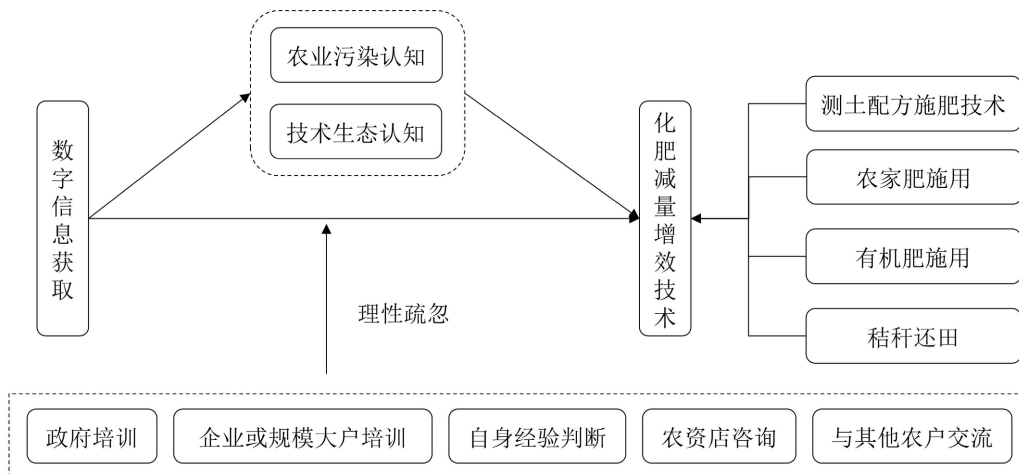 农业污染认知
技术生态认知
数字信息获取
化肥减量增效技术
测土配方施肥技术
农家肥施用
有机肥施用
秸秆还田
理性疏忽
政府培训
企业或规模大户培训
自身经验判断
农资店咨询
与其他农户交流